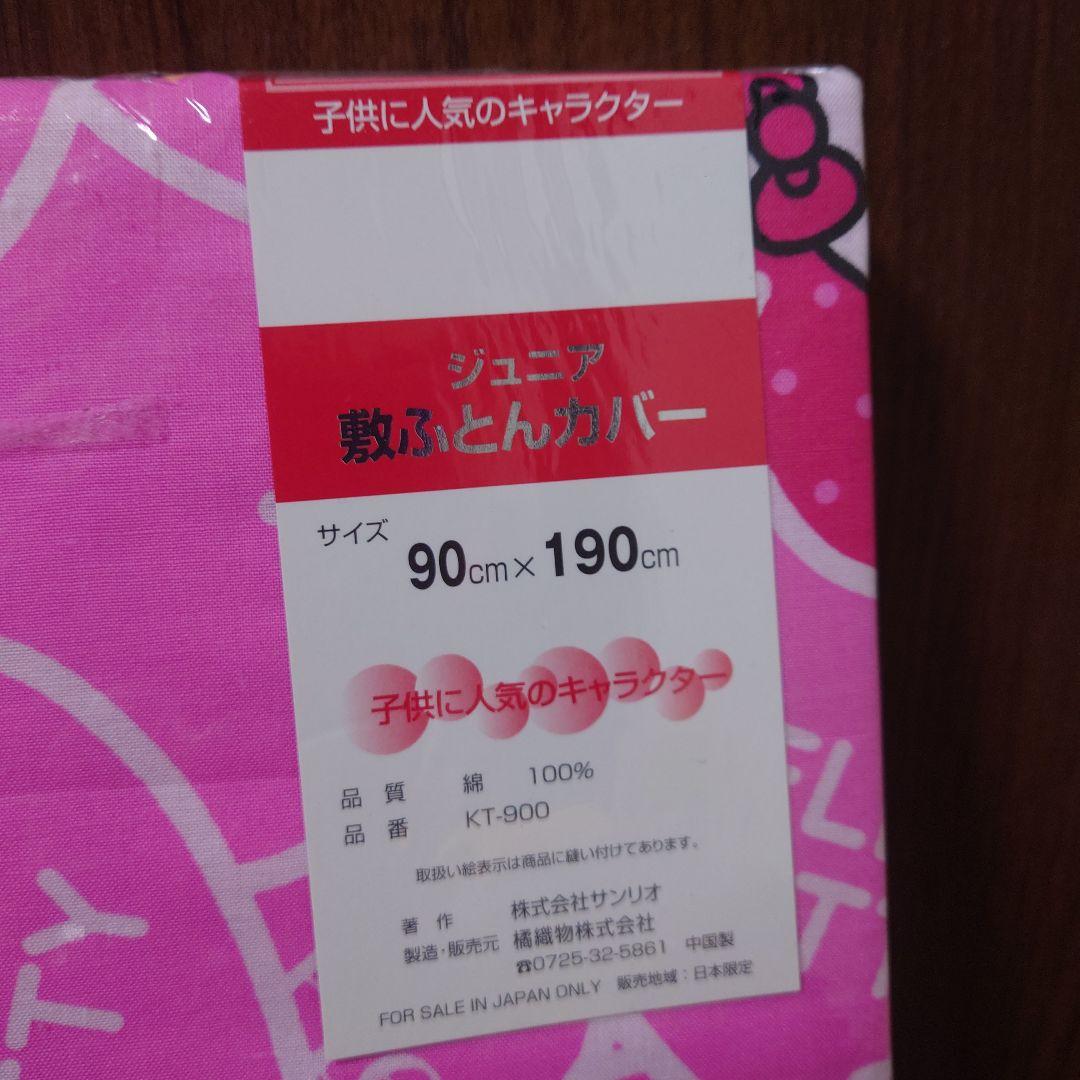 子供に人気のキャラクター
ジュニア
敷ふとんカバー
サイズ 90cm×190cm
子供に人気のキャラクター
品 質 綿 100%
品 番 KT-900
取扱い絵表示は商品に縫い付けてあります。
著 作 株式会社サンリオ
製造・販売元 橘織物株式会社
☎0725-32-5861 中国製
FOR SALE IN JAPAN ONLY 販売地域：日本限定